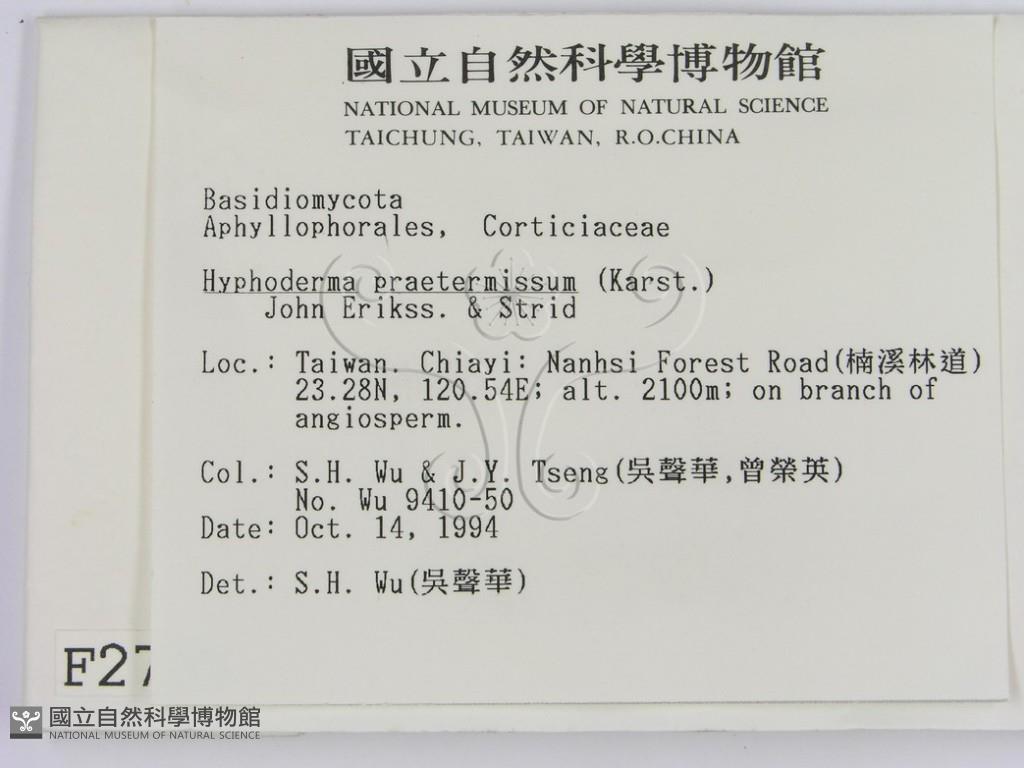 國立自然科學博物館
NATIONAL MUSEUM OF NATURAL SCIENCE
TAICHUNG, TAIWAN, R.O.CHINA
Basidiomycota
Aphyllophorales, Corticiaceae
Hyphoderma praetermissum (Karst.)
John Erikss. & Strid
Loc.: Taiwan. Chiayi: Nanhsi Forest Road(楠溪林道)
23.28N, 120.54E; alt. 2100m; on branch of
angiosperm.
Col.: S.H. Wu & J.Y. Tseng(吳聲華,曾榮英)
No. Wu 9410-50
Date: Oct. 14, 1994
Det.: S.H. Wu(吳聲華)
F27
國立自然科學博物館
NATIONAL MUSEUM OF NATURAL SCIENCE